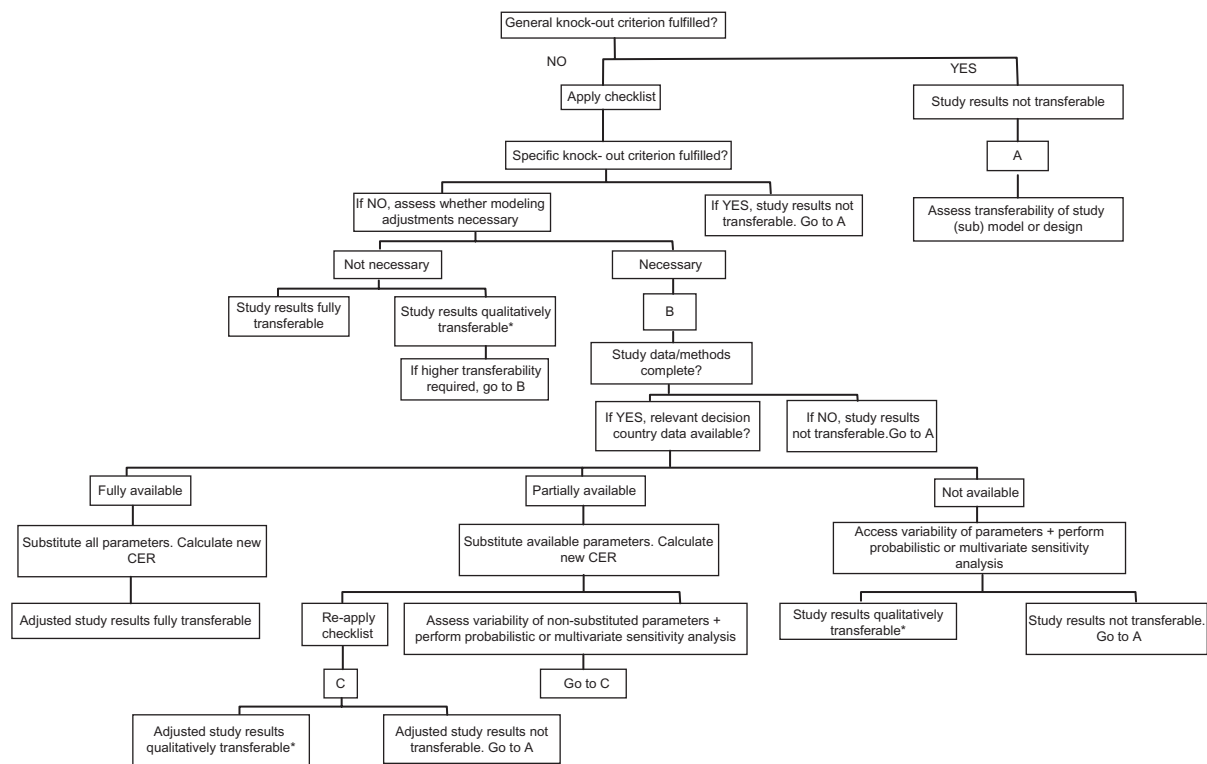 General knock-out criterion fulfilled?
NO
YES
Apply checklist
Study results not transferable
Specific knock- out criterion fulfilled?
A
If NO, assess whether modeling
adjustments necessary
If YES, study results not
transferable. Go to A
Assess transferability of study
(sub) model or design
Not necessary
Necessary
Study results fully
transferable
Study results qualitatively
transferable*
B
If higher transferability
required, go to B
Study data/methods
complete?
If YES, relevant decision
country data available?
If NO, study results
not transferable.Go to A
Fully available
Partially available
Not available
Substitute all parameters. Calculate new
CER
Substitute available parameters. Calculate
new CER
Access variability of parameters + perform
probabilistic or multivariate sensitivity
analysis
Adjusted study results fully transferable
Re-apply
checklist
Assess variability of non-substituted parameters +
perform probabilistic or multivariate sensitivity analysis
Study results qualitatively
transferable*
Study results not transferable.
Go to A
C
Go to C
Adjusted study results
qualitatively transferable*
Adjusted study results not
transferable. Go to A